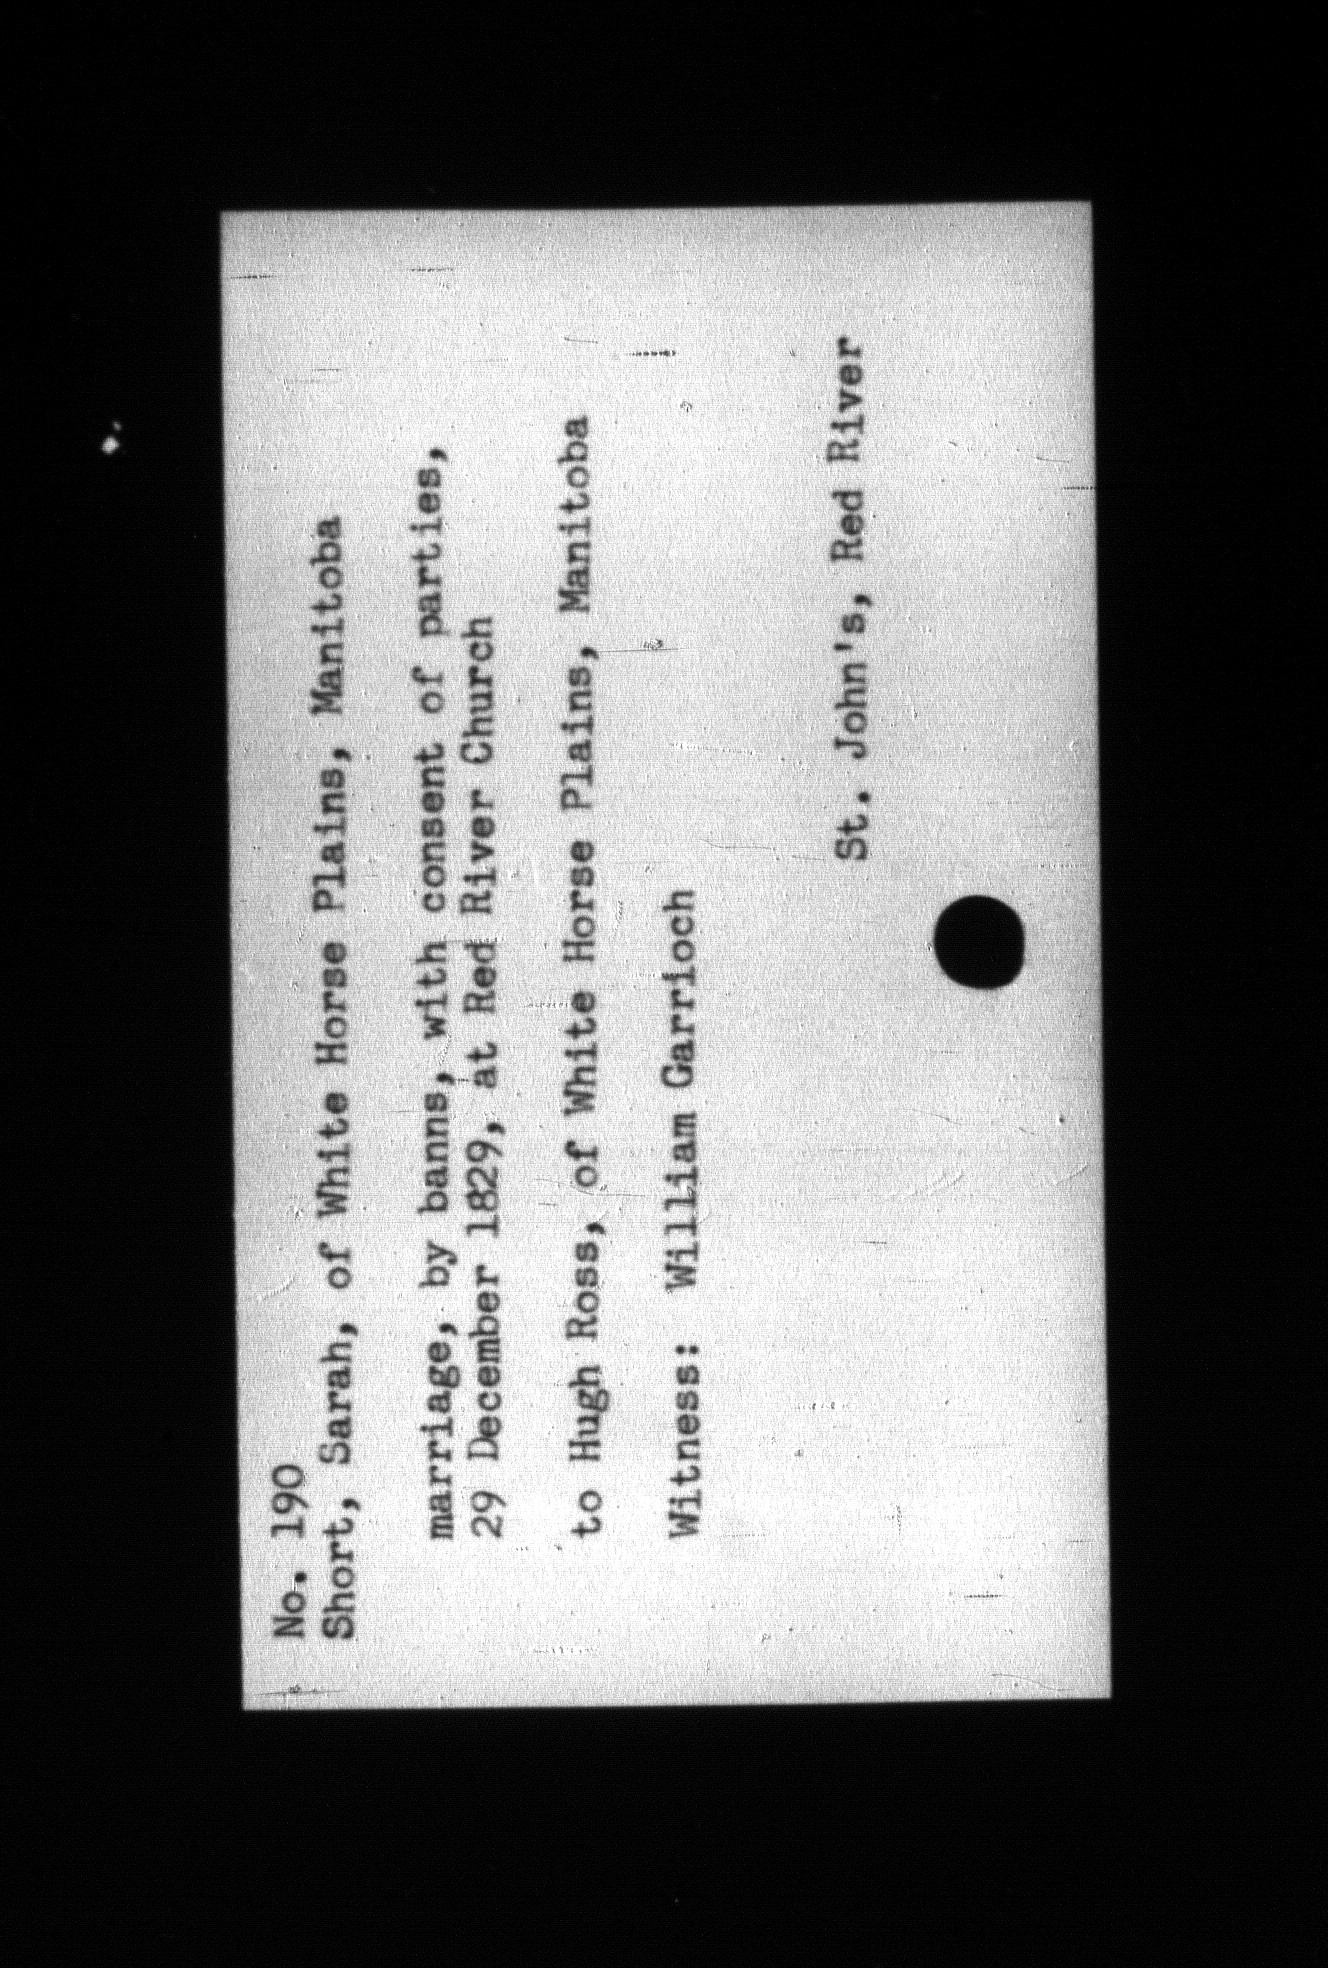 No. 190
Short, Sarah, of White Horse Plains, Manitoba
marriage, by banns, with consent of parties,
29 December 1829, at Red River Church
to Hugh Ross, of White Horse Plains, Manitoba
Witness: William Garrioch
St. John's, Red River